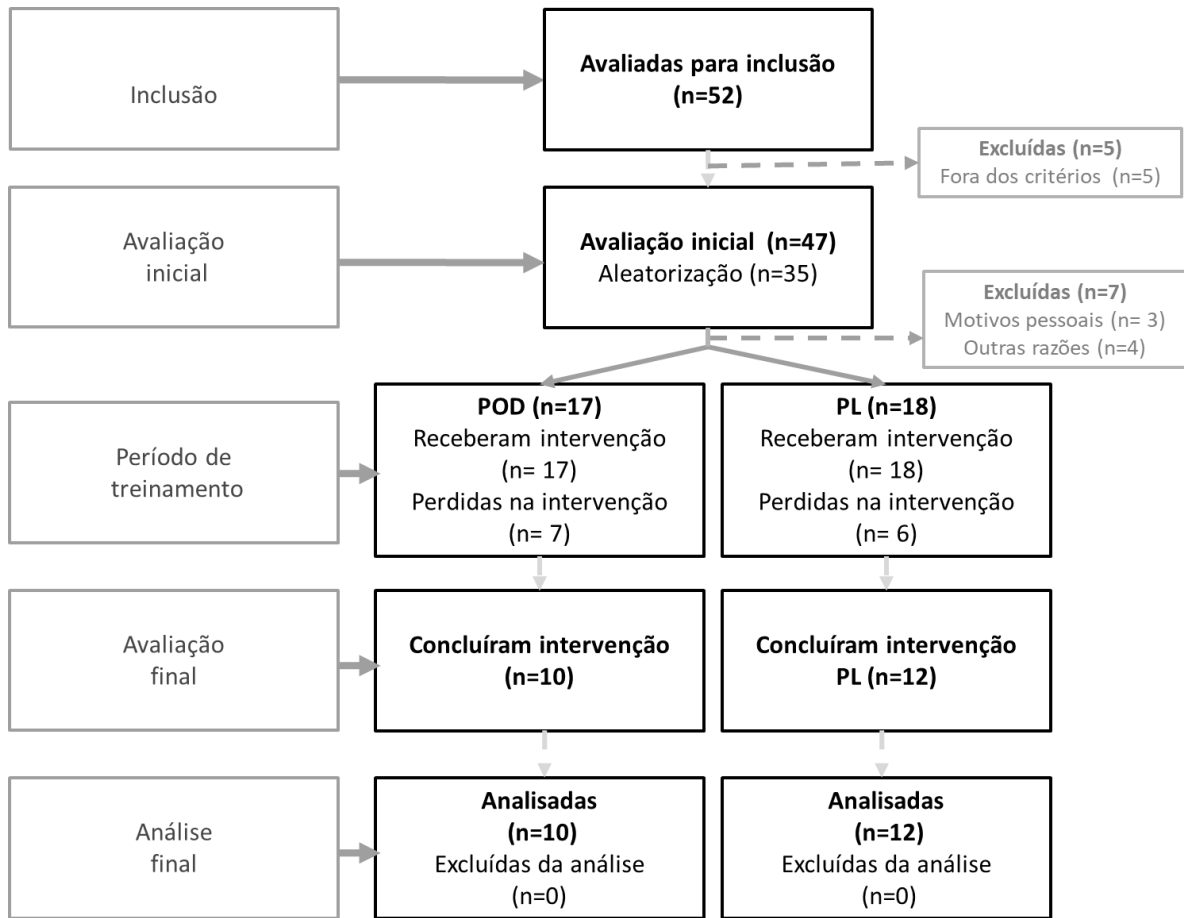 Inclusão
Avaliadas para inclusão
(n=52)
Excluídas (n=5)
Fora dos critérios (n=5)
Avaliação
inicial
Avaliação inicial (n=47)
Aleatorização (n=35)
Excluídas (n=7)
Motivos pessoais (n= 3)
Outras razões (n=4)
Período de
treinamento
POD (n=17)
Receberam intervenção
(n= 17)
Perdidas na intervenção
(n= 7)
PL (n=18)
Receberam intervenção
(n= 18)
Perdidas na intervenção
(n= 6)
Avaliação
final
Concluíram intervenção
(n=10)
Concluíram intervenção
PL (n=12)
Análise
final
Analisadas
(n=10)
Excluídas da análise
(n=0)
Analisadas
(n=12)
Excluídas da análise
(n=0)